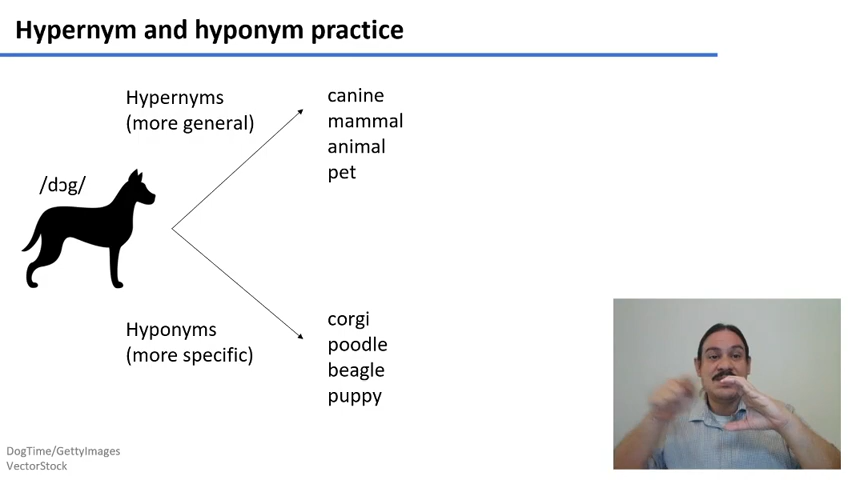 Hypernym and hyponym practice
Hypernyms
(more general)
canine
mammal
animal
pet
/dɔg/
Hyponyms
(more specific)
corgi
poodle
beagle
puppy
DogTime/GettyImages
VectorStock